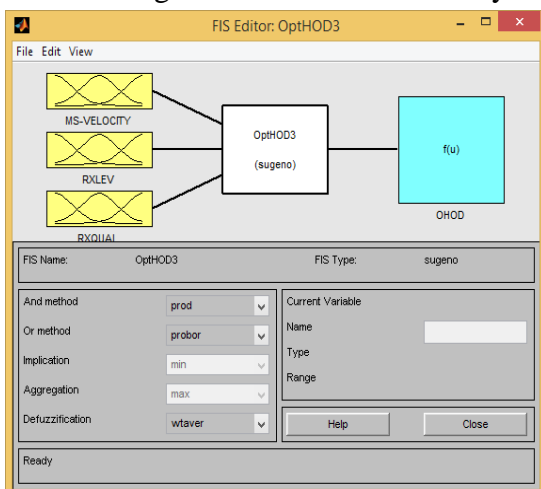 FIS Editor: OptHOD3
File Edit View
MS-VELOCITY
RXLEV
RXQUAL
OptHOD3
(sugeno)
f(u)
OHOD
FIS Name: OptHOD3 FIS Type: sugeno
And method prod
Or method probor
Implication min
Aggregation max
Defuzzification wtaver
Current Variable
Name
Type
Range
Help Close
Ready